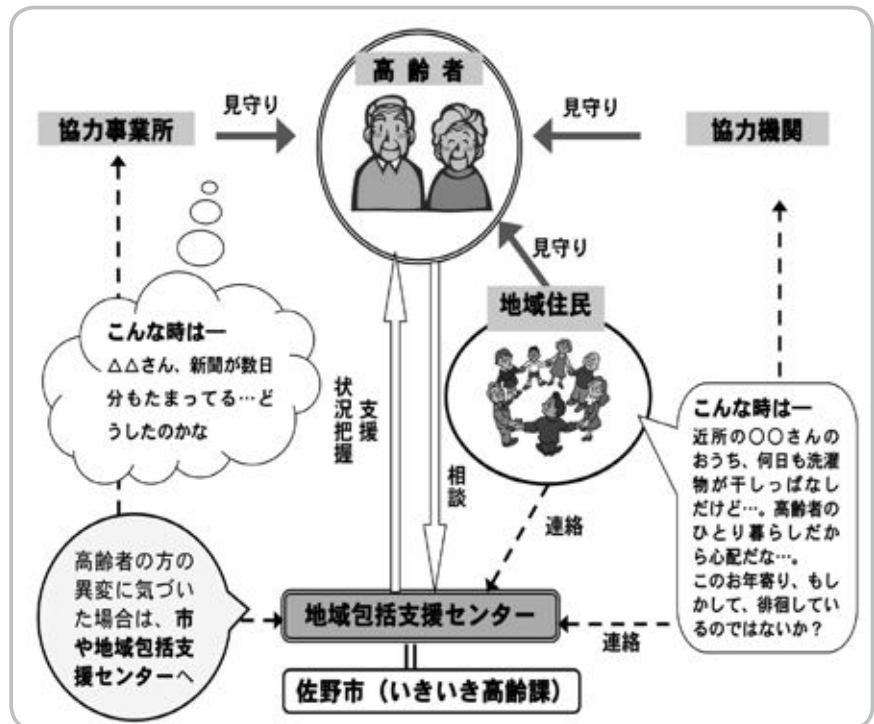 高齢者
見守り
見守り
協力事業所
協力機関
見守り
地域住民
こんな時は―
△△さん、新聞が数日
分もたまってる…ど
うしたのかな
支援
状況把握
相談
こんな時は―
近所の〇〇さんの
おうち、何日も洗濯
物が干しっぱなし
だけど…。高齢者の
ひとり暮らしだか
ら心配だな…。
このお年寄り、もし
かして、徘徊してい
るのではないか？
連絡
高齢者の方の
異変に気づい
た場合は、市
や地域包括支
援センターへ
地域包括支援センター
連絡
佐野市（いきいき高齢課）